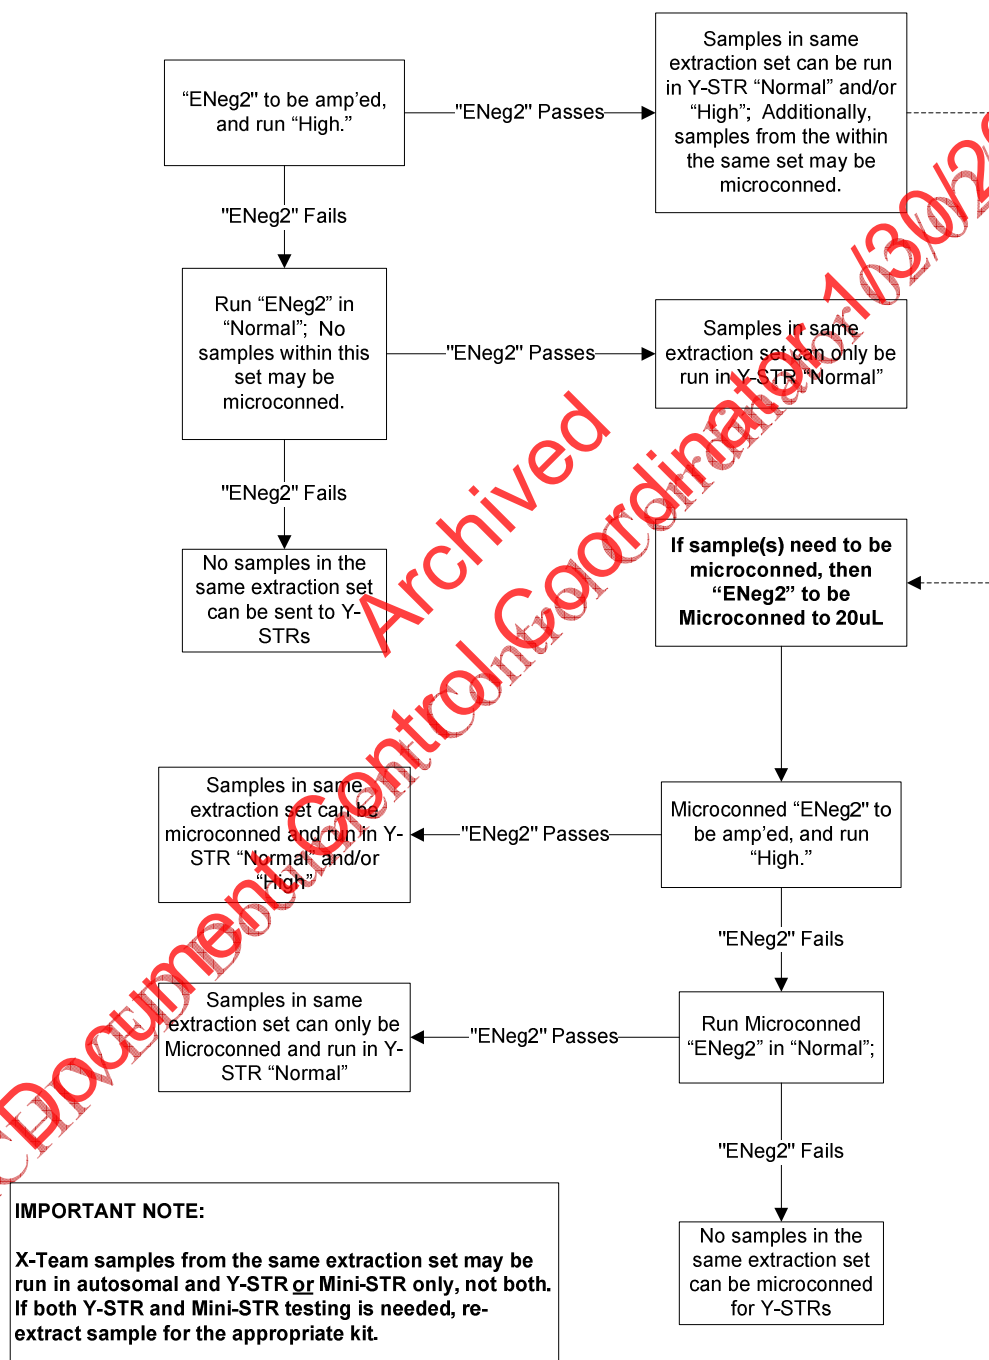 Samples in same
extraction set can be run
in Y-STR “Normal” and/or
“High”; Additionally,
samples from the within
the same set may be
microconned.
“ENeg2” to be amp’ed,
and run “High.”
"ENeg2" Passes
"ENeg2" Fails
Run “ENeg2” in
“Normal”; No
samples within this
set may be
microconned.
"ENeg2" Passes
Samples in same
extraction set can only be
run in Y-STR “Normal”
"ENeg2" Fails
No samples in the
same extraction set
can be sent to Y-
STRs
If sample(s) need to be
microconned, then
“ENeg2” to be
Microconned to 20uL
Samples in same
extraction set can be
microconned and run in Y-
STR “Normal” and/or
“High”
"ENeg2" Passes
Microconned “ENeg2” to
be amp’ed, and run
“High.”
"ENeg2" Fails
Samples in same
extraction set can only be
Microconned and run in Y-
STR “Normal”
"ENeg2" Passes
Run Microconned
“ENeg2” in “Normal”;
"ENeg2" Fails
No samples in the
same extraction set
can be microconned
for Y-STRs
IMPORTANT NOTE:
X-Team samples from the same extraction set may be
run in autosomal and Y-STR or Mini-STR only, not both.
If both Y-STR and Mini-STR testing is needed, re-
extract sample for the appropriate kit.
Archived
Document Control Coordinator 1/30/2